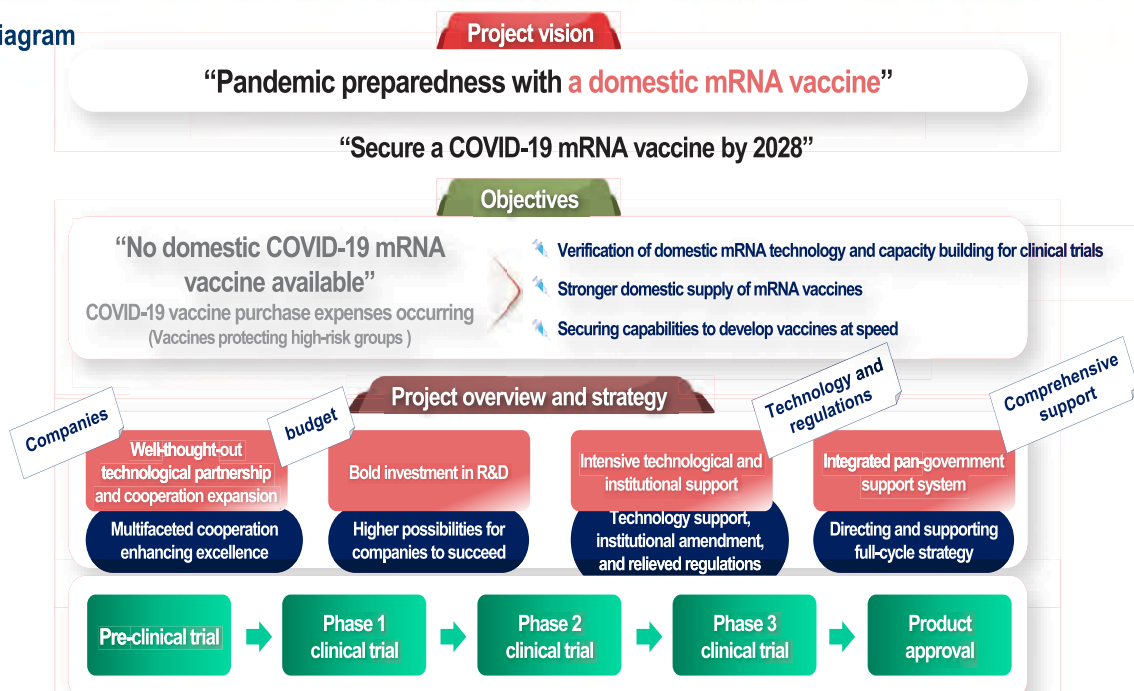 iagram
Project vision
“Pandemic preparedness with a domestic mRNA vaccine”
“Secure a COVID-19 mRNA vaccine by 2028”
Objectives
“No domestic COVID-19 mRNA
vaccine available”
COVID-19 vaccine purchase expenses occurring
(Vaccines protecting high-risk groups )
Verification of domestic mRNA technology and capacity building for clinical trials
Stronger domestic supply of mRNA vaccines
Securing capabilities to develop vaccines at speed
Project overview and strategy
Companies
Well-thought-out
technological partnership
and cooperation expansion
Multifaceted cooperation
enhancing excellence
budget
Bold investment in R&D
Higher possibilities for
companies to succeed
Technology and
regulations
Intensive technological and
institutional support
Technology support,
institutional amendment,
and relieved regulations
Comprehensive
support
Integrated pan-government
support system
Directing and supporting
full-cycle strategy
Pre-clinical trial
Phase 1
clinical trial
Phase 2
clinical trial
Phase 3
clinical trial
Product
approval